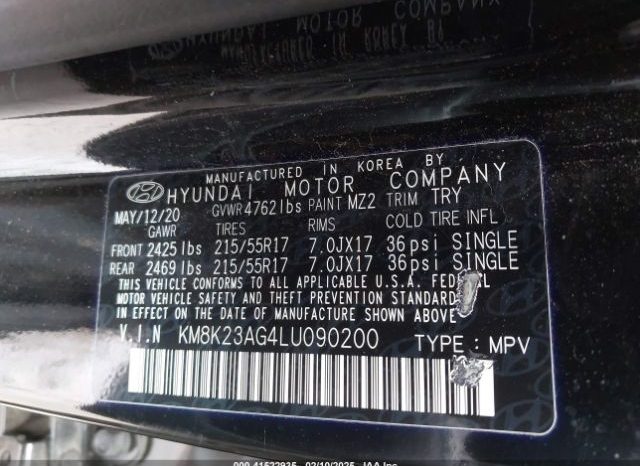 MANUFACTURED IN KOREA BY
HYUNDAI MOTOR COMPANY
MAY/12/20 GVWR 4762 lbs PAINT MZ2 TRIM TRY
GAWR TIRES RIMS COLD TIRE INFL
FRONT 2425 lbs 215/55R17 7.0JX17 36psi SINGLE
REAR 2469 lbs 215/55R17 7.0JX17 36psi SINGLE
THIS VEHICLE CONFORMS TO ALL APPLICABLE U.S.A. FEDERAL
MOTOR VEHICLE SAFETY AND THEFT PREVENTION
STANDARDS IN EFFECT ON THE DATE OF MANUFACTURE SHOWN ABOVE
V.I.N KM8K23AG4LU090200 TYPE : MPV